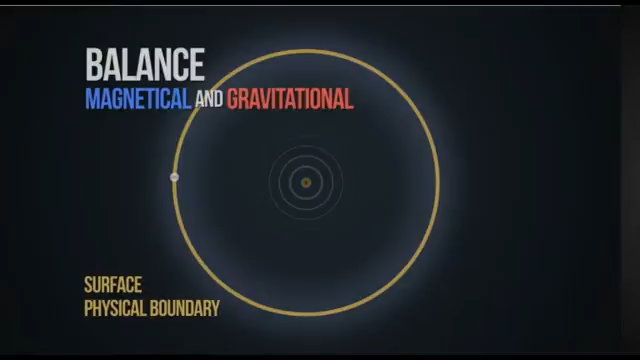 BALANCE
MAGNETICAL AND GRAVITATIONAL
SURFACE
PHYSICAL BOUNDARY